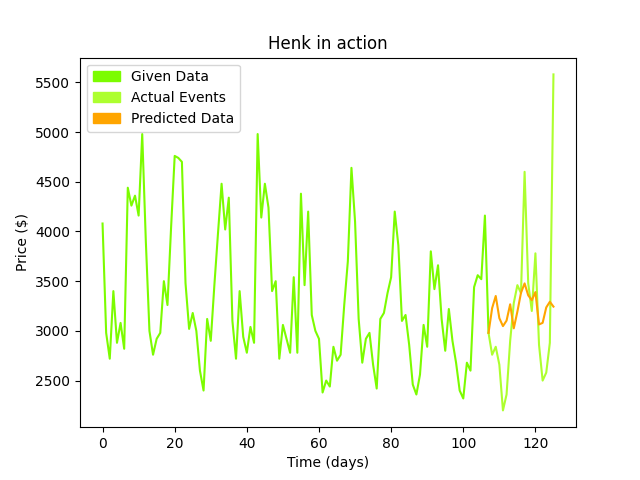 Henk in action
Given Data
Actual Events
Predicted Data
Price ($)
5500
5000
4500
4000
3500
3000
2500
0 20 40 60 80 100 120
Time (days)